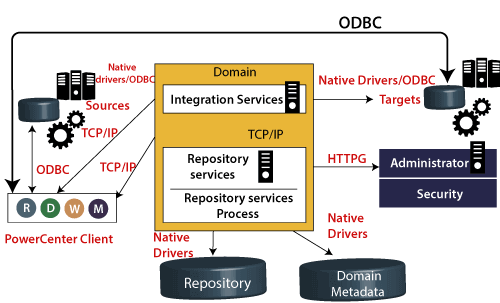 ODBC
Native
drivers/ODBC
Domain
Native Drivers/ODBC
Integration Services
Sources
Targets
TCP/IP
TCP/IP
ODBC
TCP/IP
Repository
services
HTTPG
Administrator
Repository services
Process
Security
R D W M
PowerCenter Client
Native
Drivers
Native
Drivers
Repository
Domain
Metadata